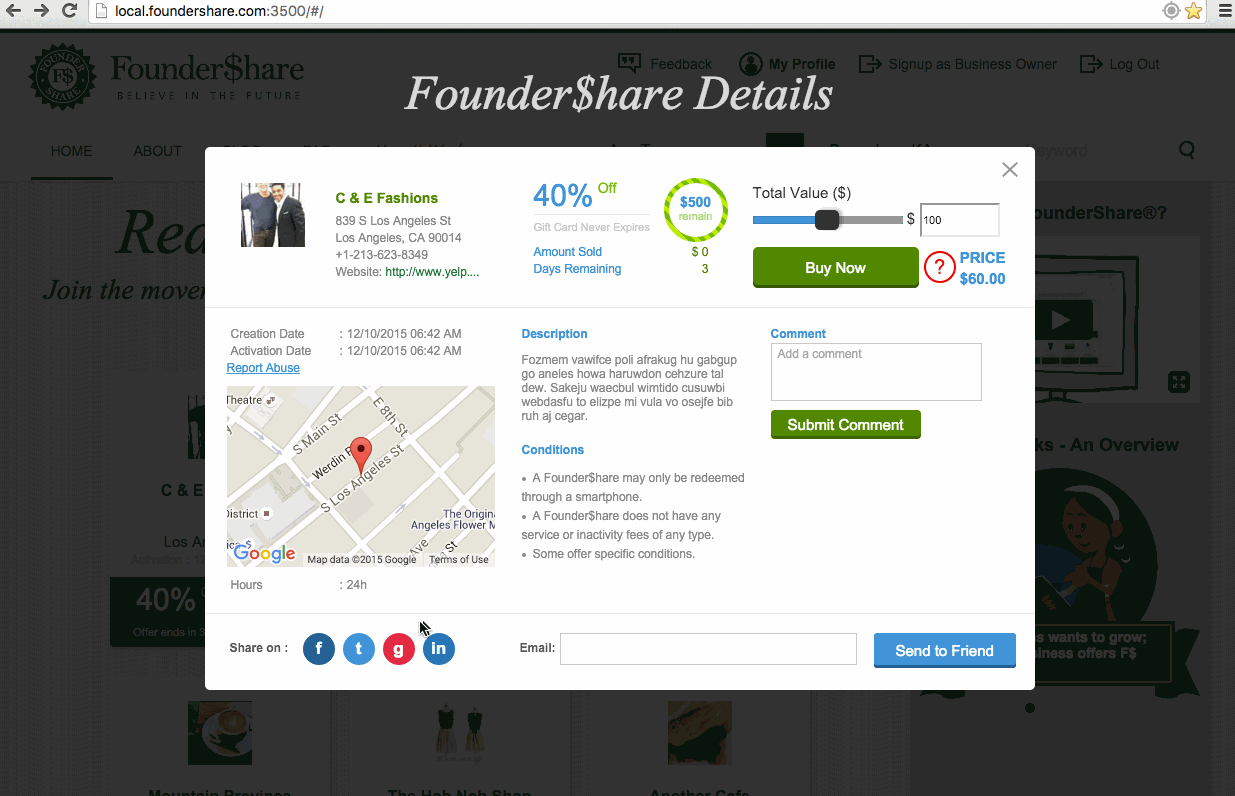 local.foundershare.com:3500/#/
Founder$hare
BELIEVE IN THE FUTURE
FOUNDER
F$
SHARE
Feedback
My Profile
Signup as Business Owner
Log Out
Founder$hare Details
HOME
ABOUT
C & E Fashions
839 S Los Angeles St
Los Angeles, CA 90014
+1-213-623-8349
Website: http://www.yelp....
40% Off
Gift Card Never Expires
Amount Sold $ 0
Days Remaining 3
$500
remain
Total Value ($)
$ 100
Buy Now
?
PRICE
$60.00
Join the mover
ounderShare®?
Creation Date : 12/10/2015 06:42 AM
Activation Date : 12/10/2015 06:42 AM
Report Abuse
Theatre
E 8th St
S Main St
Werdin P
S Los Angeles St
District
The Origina
Angeles Flower M
Ave
n St
Google
Map data ©2015 Google
Terms of Use
Hours : 24h
Description
Fozmem vawifce poli afrakug hu gabgup
go aneles howa haruwdon cehzure tal
dew. Sakeju waecbul wimtido cusuwbi
webdasfu to elizpe mi vula vo osejfe bib
ruh aj cegar.
Conditions
• A Founder$hare may only be redeemed
through a smartphone.
• A Founder$hare does not have any
service or inactivity fees of any type.
• Some offer specific conditions.
Comment
Add a comment
Submit Comment
ks - An Overview
C & E
Los An
40%
Offer ends in 3
s wants to grow;
siness offers F$
Share on :
f
t
g
in
Email:
Send to Friend
Mountain Province
The Hob Nob Shop
Another Cafe